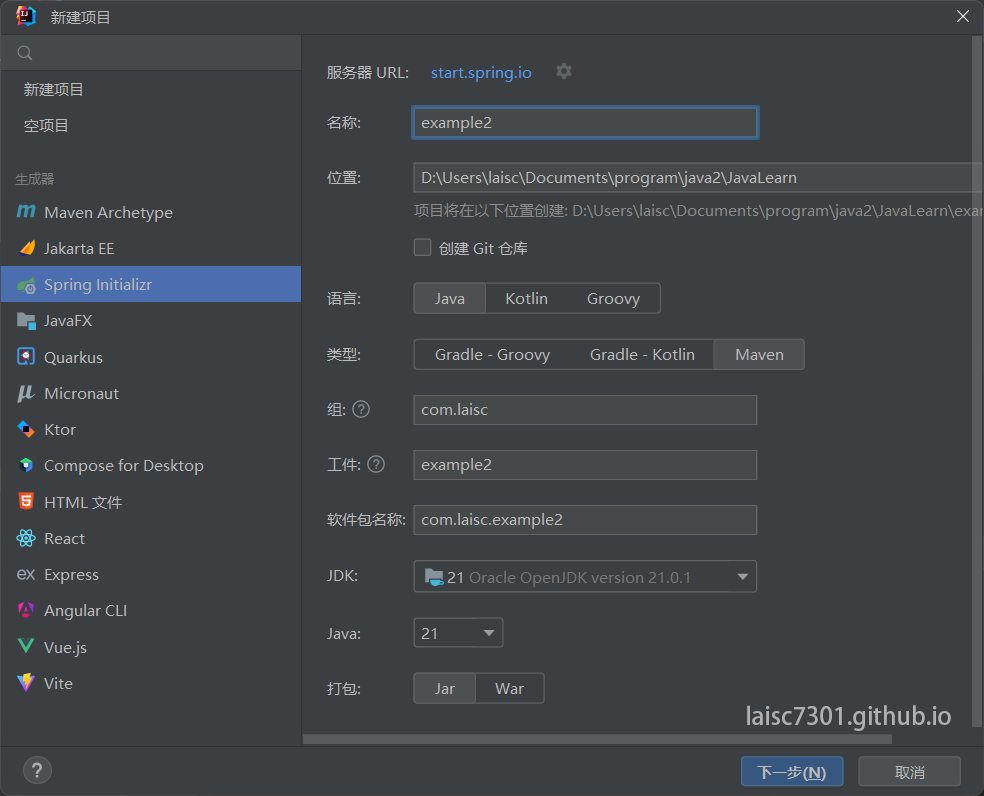 新建项目
新建项目
空项目
生成器
Maven Archetype
Jakarta EE
Spring Initializr
JavaFX
Quarkus
Micronaut
Ktor
Compose for Desktop
HTML 文件
React
Express
Angular CLI
Vue.js
Vite
服务器 URL: start.spring.io
名称: example2
位置: D:\Users\laisc\Documents\program\java2\JavaLearn
项目将在以下位置创建: D:\Users\laisc\Documents\program\java2\JavaLearn\exar
创建 Git 仓库
语言: Java Kotlin Groovy
类型: Gradle - Groovy Gradle - Kotlin Maven
组: ? com.laisc
工件: ? example2
软件包名称: com.laisc.example2
JDK: 21 Oracle OpenJDK version 21.0.1
Java: 21
打包: Jar War
laisc7301.github.io
? 下一步(N) 取消